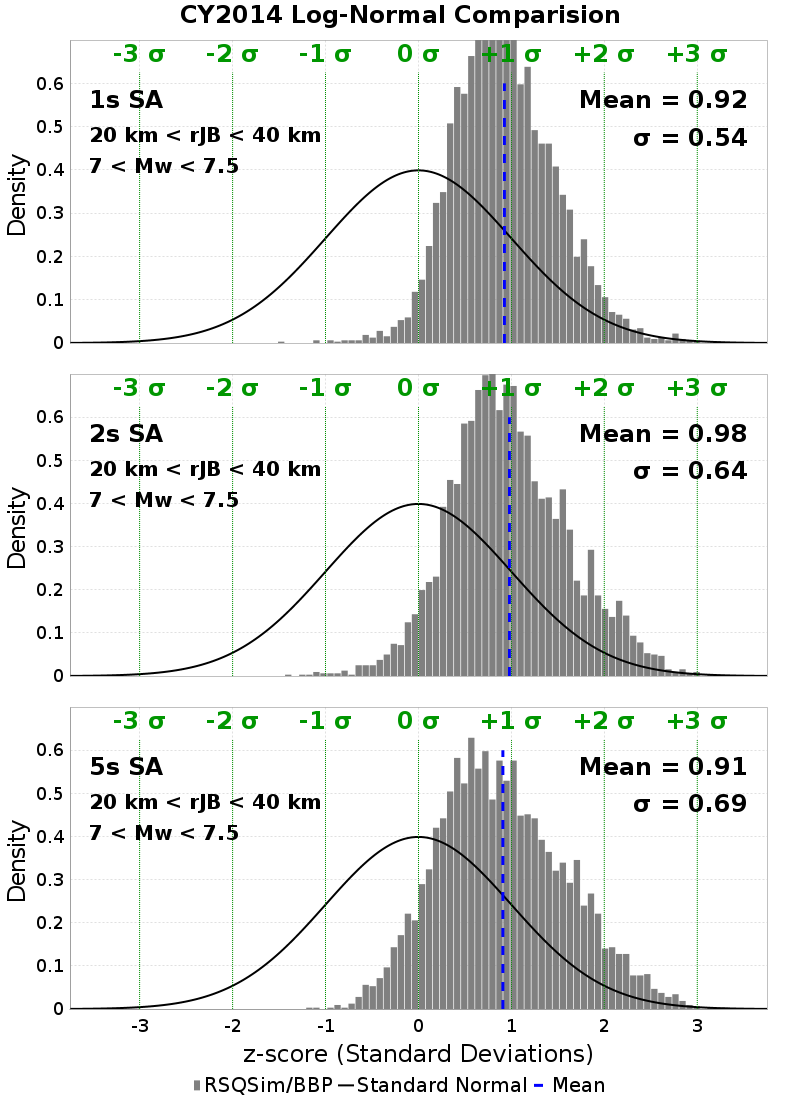 CY2014 Log-Normal Comparision
-3 σ -2 σ -1 σ 0 σ +1 σ +2 σ +3 σ
1s SA
20 km < rJB < 40 km
7 < Mw < 7.5
Mean = 0.92
σ = 0.54
Density
0.6
0.5
0.4
0.3
0.2
0.1
0
-3 σ -2 σ -1 σ 0 σ +1 σ +2 σ +3 σ
2s SA
20 km < rJB < 40 km
7 < Mw < 7.5
Mean = 0.98
σ = 0.64
Density
0.6
0.5
0.4
0.3
0.2
0.1
0
-3 σ -2 σ -1 σ 0 σ +1 σ +2 σ +3 σ
5s SA
20 km < rJB < 40 km
7 < Mw < 7.5
Mean = 0.91
σ = 0.69
Density
0.6
0.5
0.4
0.3
0.2
0.1
0
-3 -2 -1 0 1 2 3
z-score (Standard Deviations)
RSQSim/BBP Standard Normal Mean